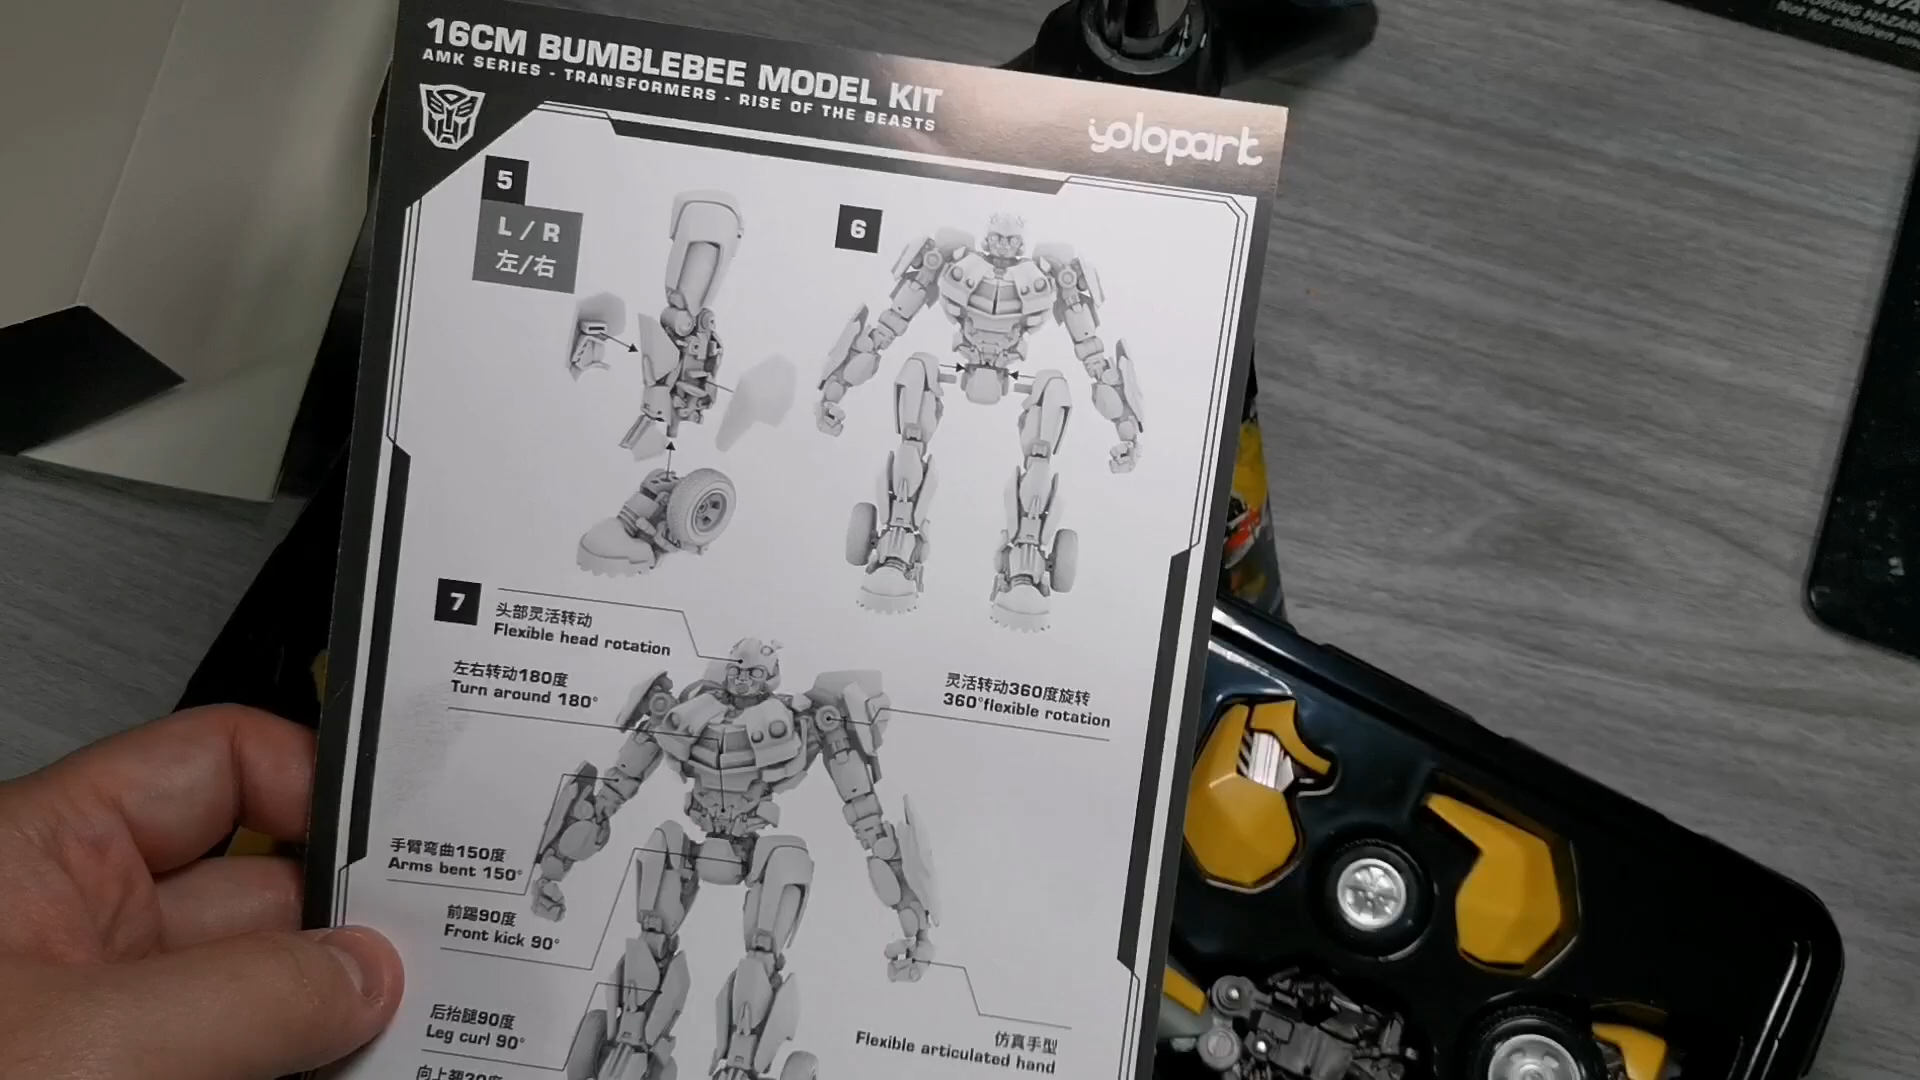 16CM BUMBLEBEE MODEL KIT
AMK SERIES - TRANSFORMERS - RISE OF THE BEASTS
yolopart
5
L / R
左/右
6
7
头部灵活转动
Flexible head rotation
左右转动180度
Turn around 180°
灵活转动360度旋转
360°flexible rotation
手臂弯曲150度
Arms bent 150°
前踢90度
Front kick 90°
后抬腿90度
Leg curl 90°
仿真手型
Flexible articulated hand
Not for children